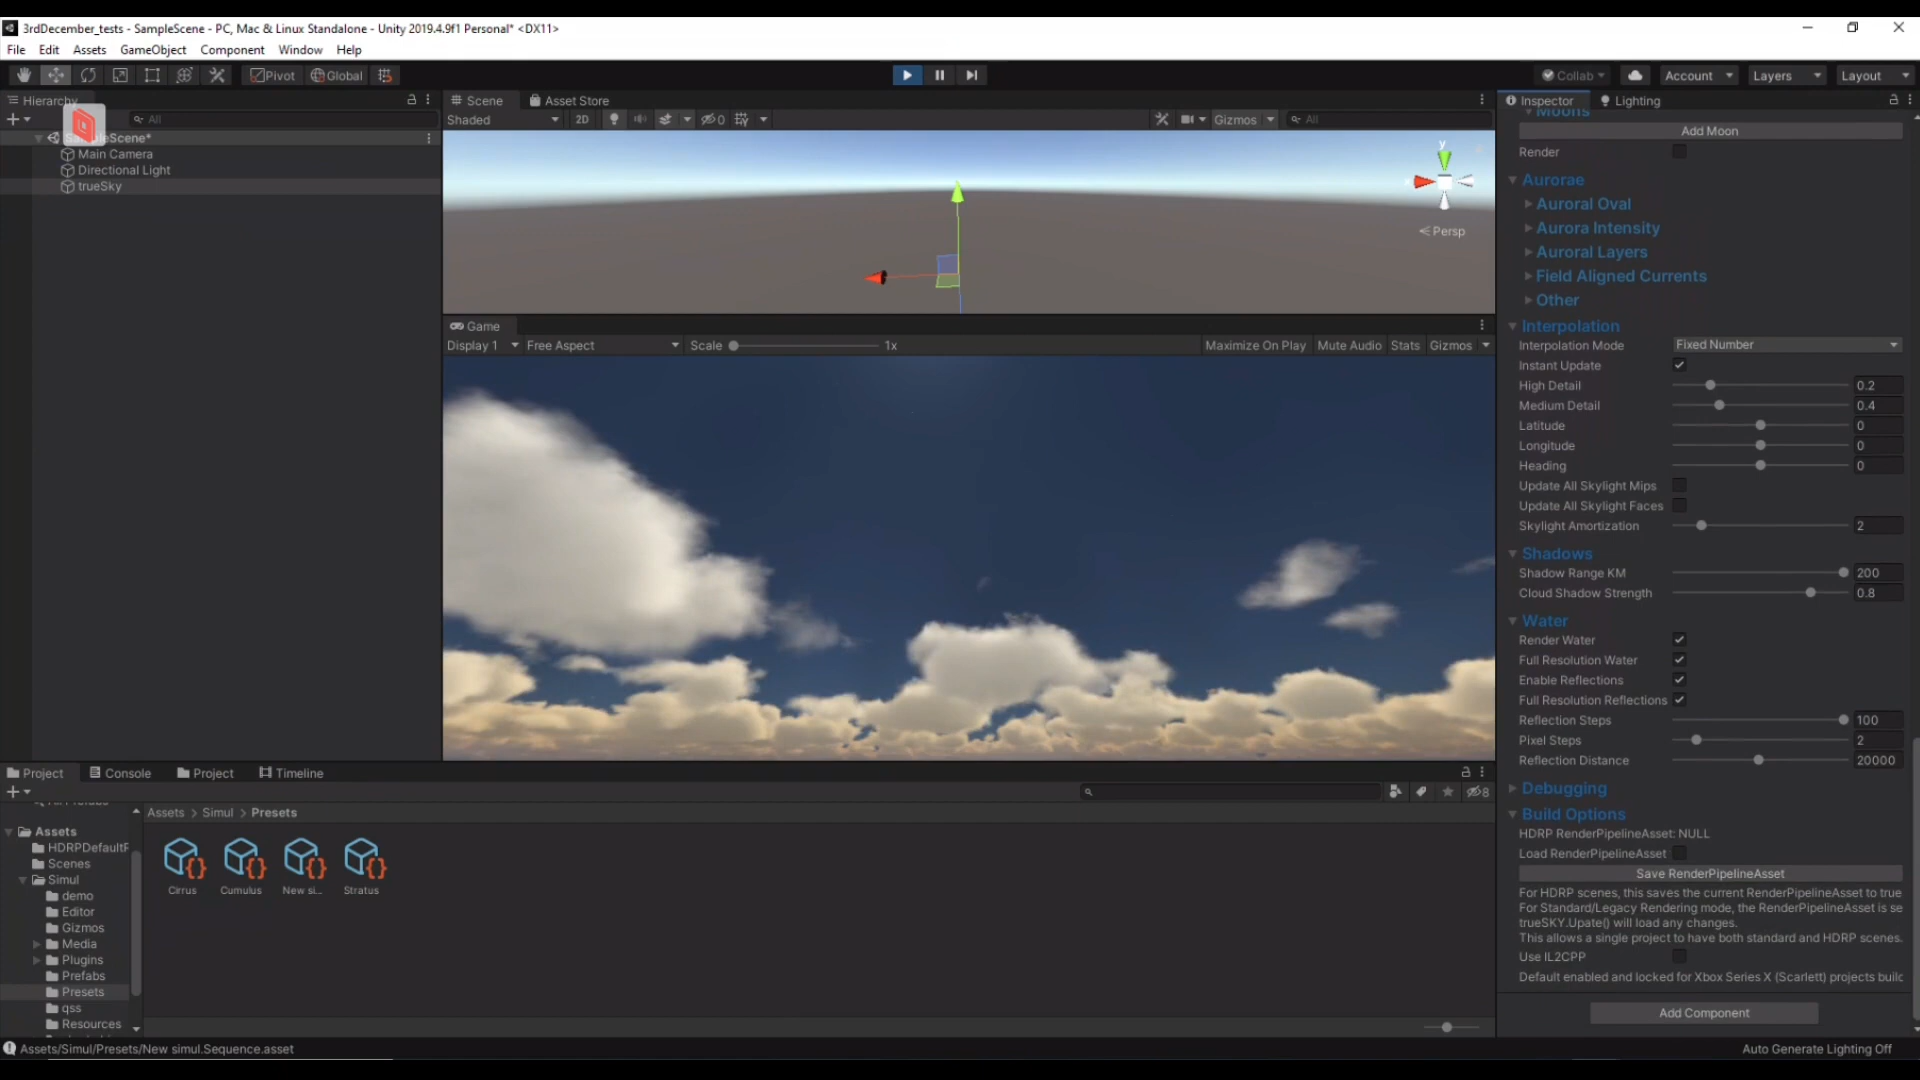 3rdDecember_tests - SampleScene - PC, Mac & Linux Standalone - Unity 2019.4.9f1 Personal* <DX11>
File Edit Assets GameObject Component Window Help
Pivot Global Collab Account Layers Layout
Hierarchy
All
SampleScene*
Main Camera
Directional Light
trueSky
Scene Asset Store
Shaded 2D 0 Gizmos All
y
Persp
Game
Display 1 Free Aspect Scale 1x Maximize On Play Mute Audio Stats Gizmos
Inspector Lighting
Moons
Add Moon
Render
Aurorae
Auroral Oval
Aurora Intensity
Auroral Layers
Field Aligned Currents
Other
Interpolation
Interpolation Mode Fixed Number
Instant Update
High Detail 0.2
Medium Detail 0.4
Latitude 0
Longitude 0
Heading 0
Update All Skylight Mips
Update All Skylight Faces
Skylight Amortization 2
Shadows
Shadow Range KM 200
Cloud Shadow Strength 0.8
Water
Render Water
Full Resolution Water
Enable Reflections
Full Resolution Reflections
Reflection Steps 100
Pixel Steps 2
Reflection Distance 20000
Debugging
Build Options
HDRP RenderPipelineAsset: NULL
Load RenderPipelineAsset
Save RenderPipelineAsset
For HDRP scenes, this saves the current RenderPipelineAsset to true
For Standard/Legacy Rendering mode, the RenderPipelineAsset is se
trueSKY.Upate() will load any changes.
This allows a single project to have both standard and HDRP scenes.
Use IL2CPP
Default enabled and locked for Xbox Series X (Scarlett) projects builc
Add Component
Project Console Project Timeline
8
Assets > Simul > Presets
Assets
HDRPDefaultF
Scenes
Simul
demo
Editor
Gizmos
Media
Plugins
Prefabs
Presets
qss
Resources
Cirrus Cumulus New si... Stratus
Assets/Simul/Presets/New simul.Sequence.asset
Auto Generate Lighting Off